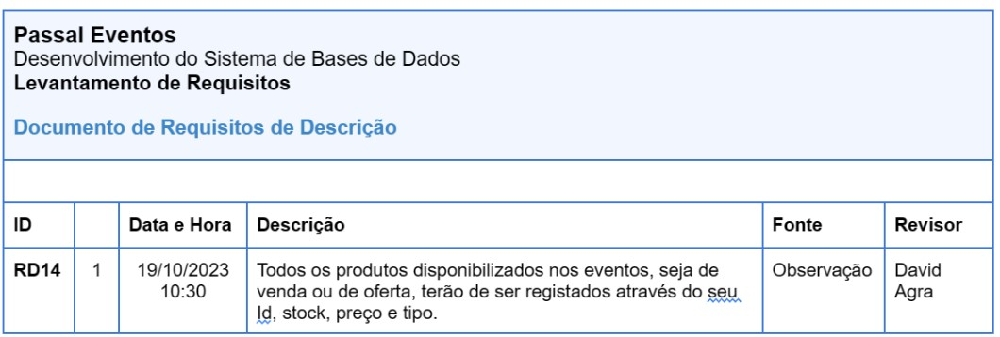 Passal Eventos
Desenvolvimento do Sistema de Bases de Dados
Levantamento de Requisitos
Documento de Requisitos de Descrição
ID Data e Hora Descrição Fonte Revisor
RD14 1 19/10/2023 Todos os produtos disponibilizados nos eventos, seja de Observação David
10:30 venda ou de oferta, terão de ser registados através do seu Agra
Id, stock, preço e tipo.